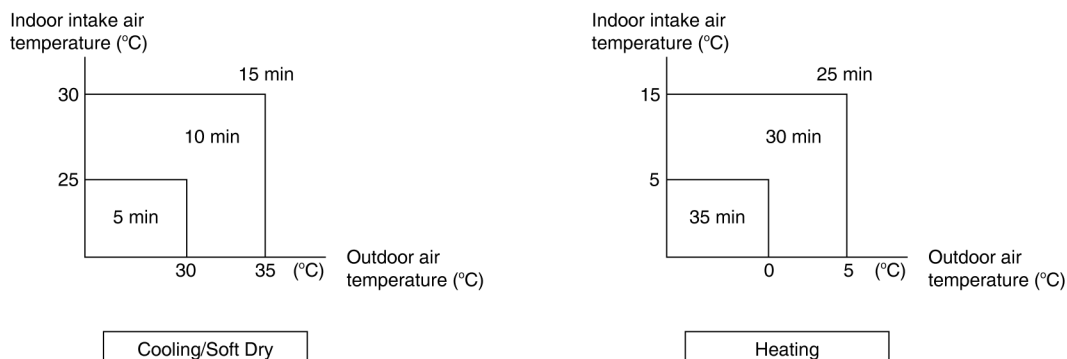 Indoor intake air
temperature (°C)
15 min
30
10 min
25
5 min
30 35 (°C)
Outdoor air
temperature (°C)
Cooling/Soft Dry
Indoor intake air
temperature (°C)
25 min
15
30 min
5
35 min
0 5 (°C)
Outdoor air
temperature (°C)
Heating